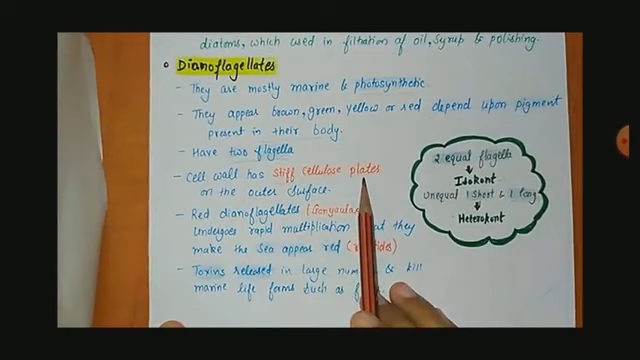 diatoms, which used in filtration of oil, Syrup & polishing.
Dianoflagellates
- They are mostly marine & photosynthetic.
- They appear brown, green, yellow or red depend upon pigment
present in their body.
- Have two flagella
- Cell wall has stiff cellulose plates
on the outer surface.
- Red dianoflagellates (Gonyaulax
undergoes rapid multiplication that they
make the sea appear red (
- Toxins released in large num & kill
marine life forms such as
2 equal flagella
Isokont
unequal 1 short & 1 long
Heterokont